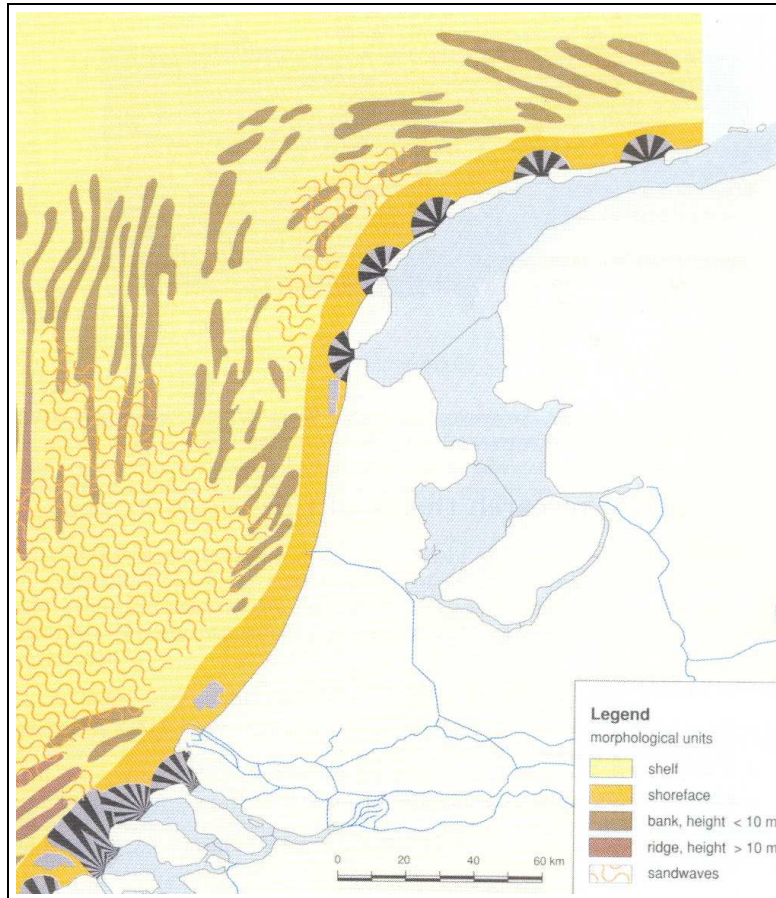 Legend
morphological units
shelf
shoreface
bank, height < 10 m
ridge, height > 10 m
sandwaves
0 20 40 60 km